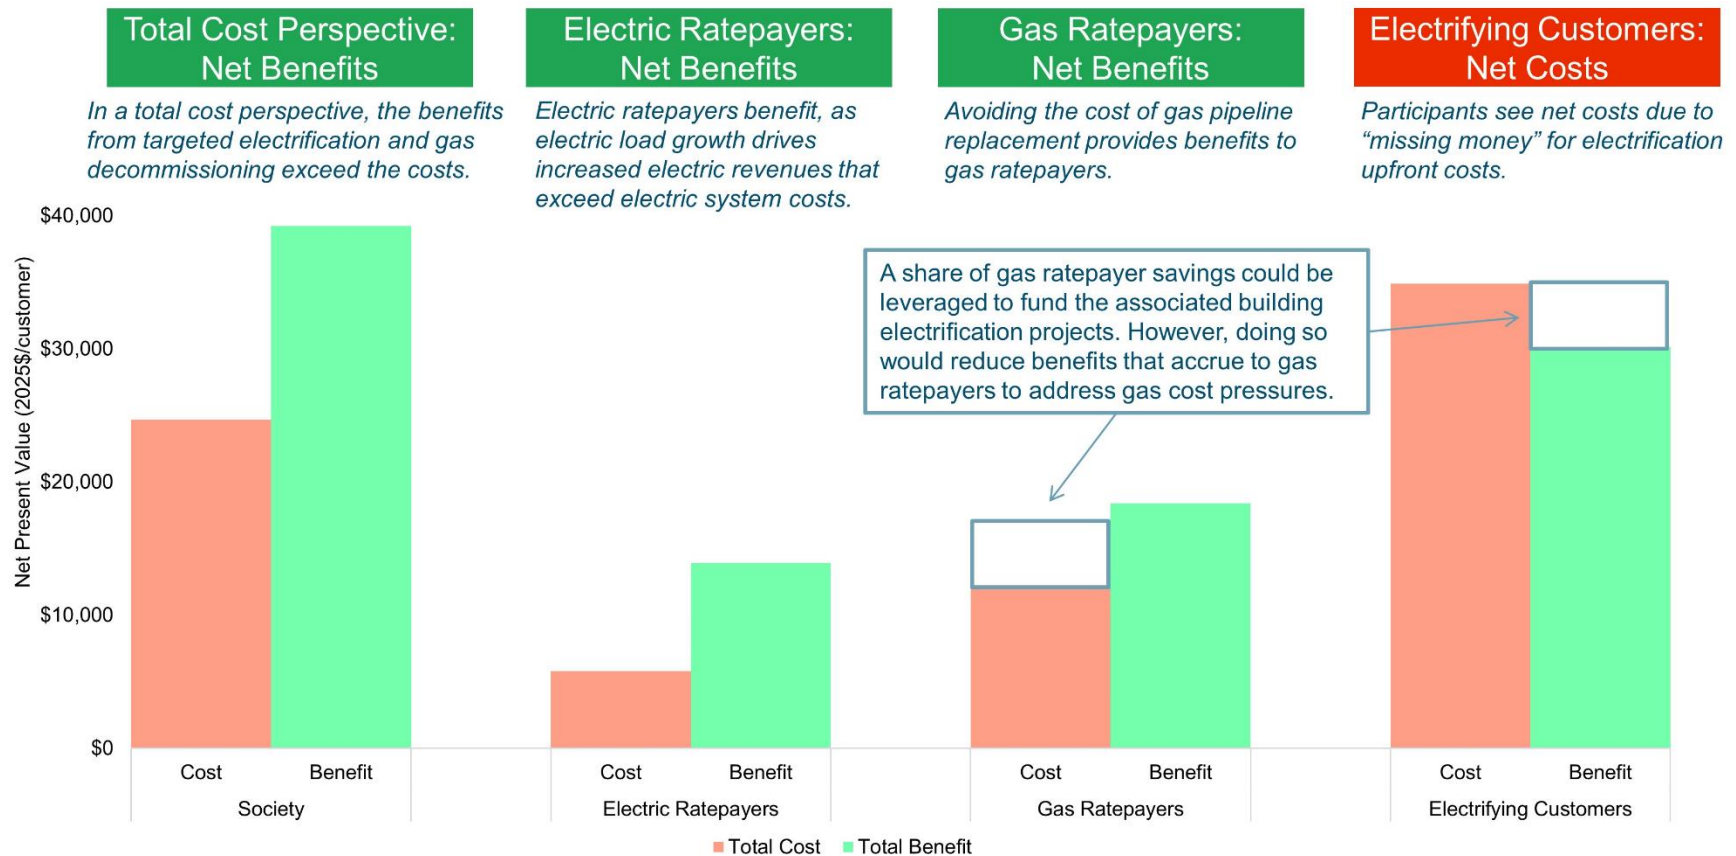 Total Cost Perspective:
Net Benefits
In a total cost perspective, the benefits
from targeted electrification and gas
decommissioning exceed the costs.
Electric Ratepayers:
Net Benefits
Electric ratepayers benefit, as
electric load growth drives
increased electric revenues that
exceed electric system costs.
Gas Ratepayers:
Net Benefits
Avoiding the cost of gas pipeline
replacement provides benefits to
gas ratepayers.
Electrifying Customers:
Net Costs
Participants see net costs due to
“missing money” for electrification
upfront costs.
Net Present Value (2025$/customer)
$40,000
$30,000
$20,000
$10,000
$0
A share of gas ratepayer savings could be
leveraged to fund the associated building
electrification projects. However, doing so
would reduce benefits that accrue to gas
ratepayers to address gas cost pressures.
Cost Benefit Cost Benefit Cost Benefit Cost Benefit
Society Electric Ratepayers Gas Ratepayers Electrifying Customers
Total Cost Total Benefit